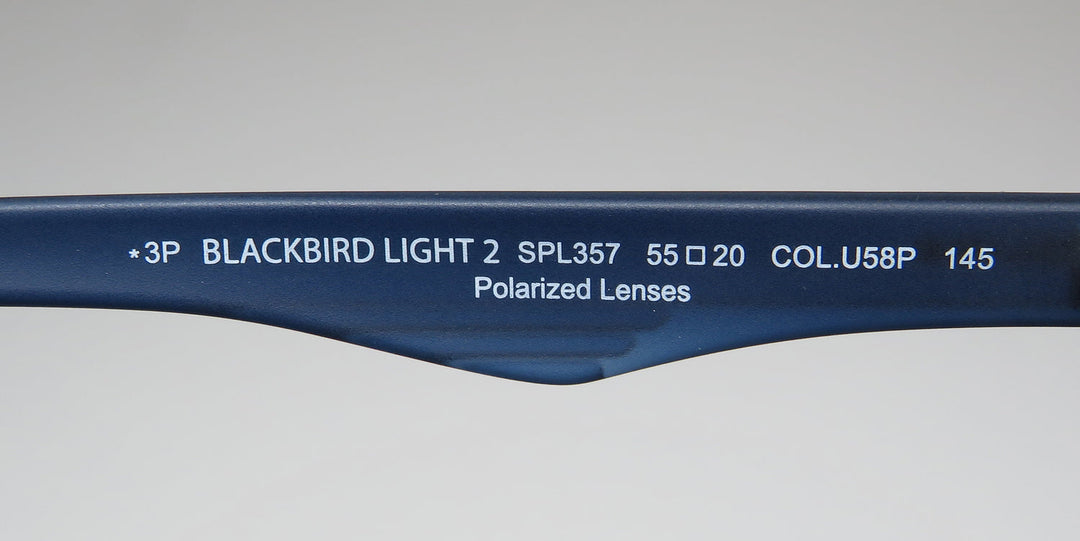 *3P BLACKBIRD LIGHT 2 SPL357 55□20 COL.U58P 145
Polarized Lenses